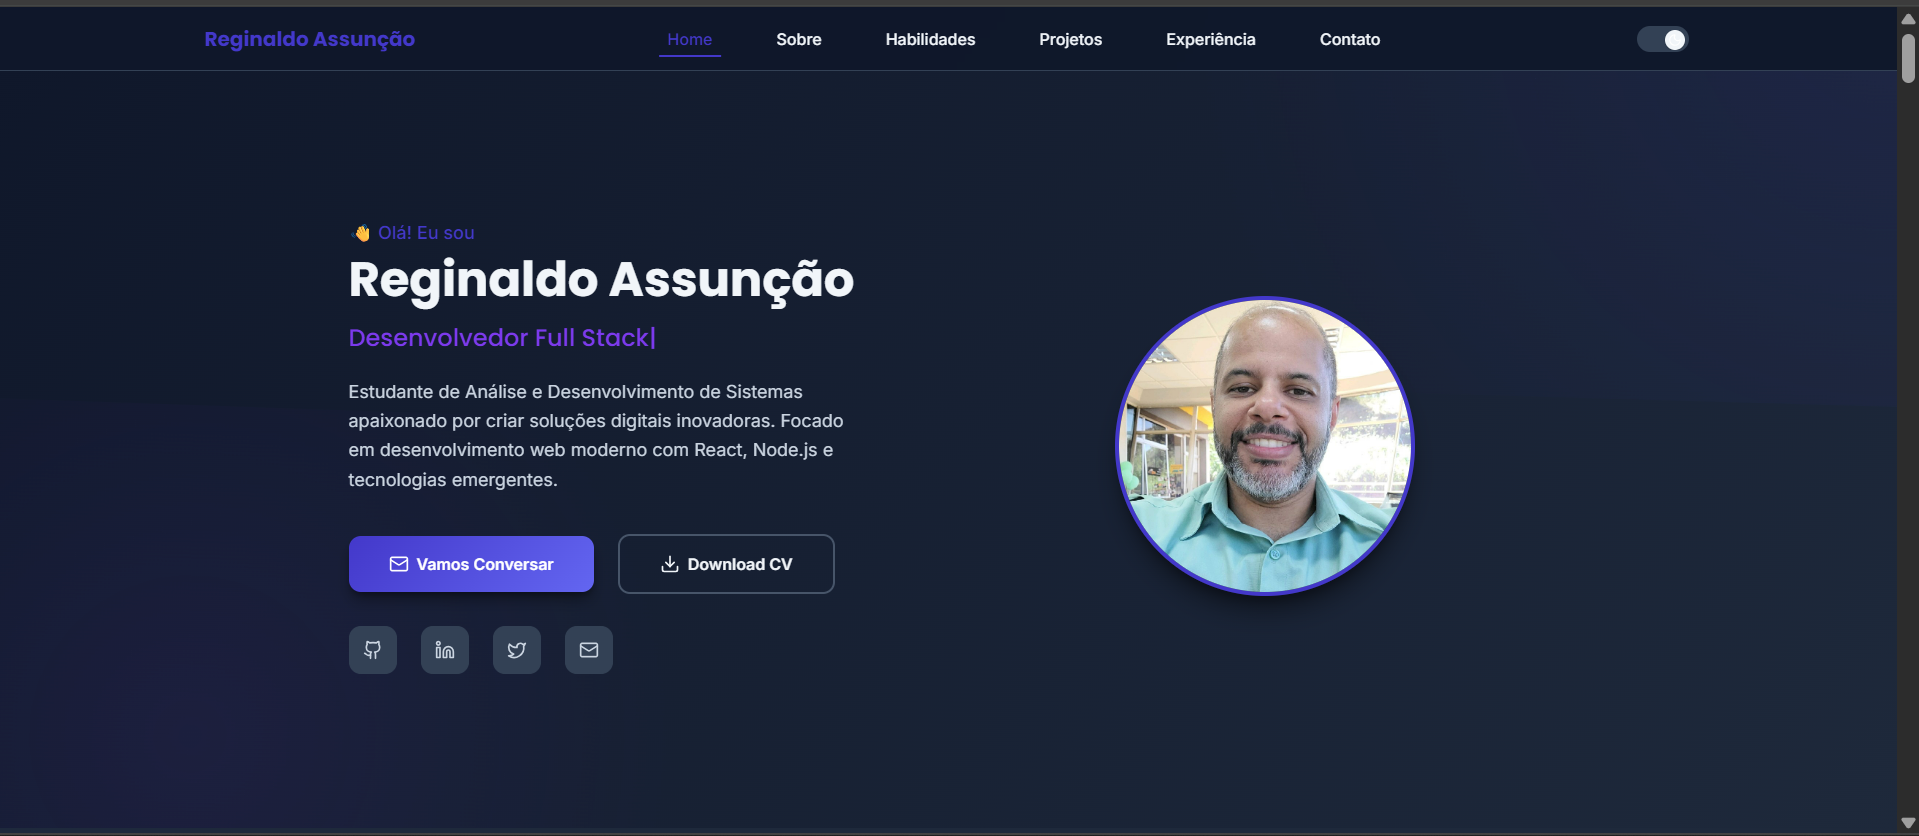 Reginaldo Assunção
Home
Sobre
Habilidades
Projetos
Experiência
Contato
👋 Olá! Eu sou
Reginaldo Assunção
Desenvolvedor Full Stack|
Estudante de Análise e Desenvolvimento de Sistemas
apaixonado por criar soluções digitais inovadoras. Focado
em desenvolvimento web moderno com React, Node.js e
tecnologias emergentes.
Vamos Conversar
Download CV